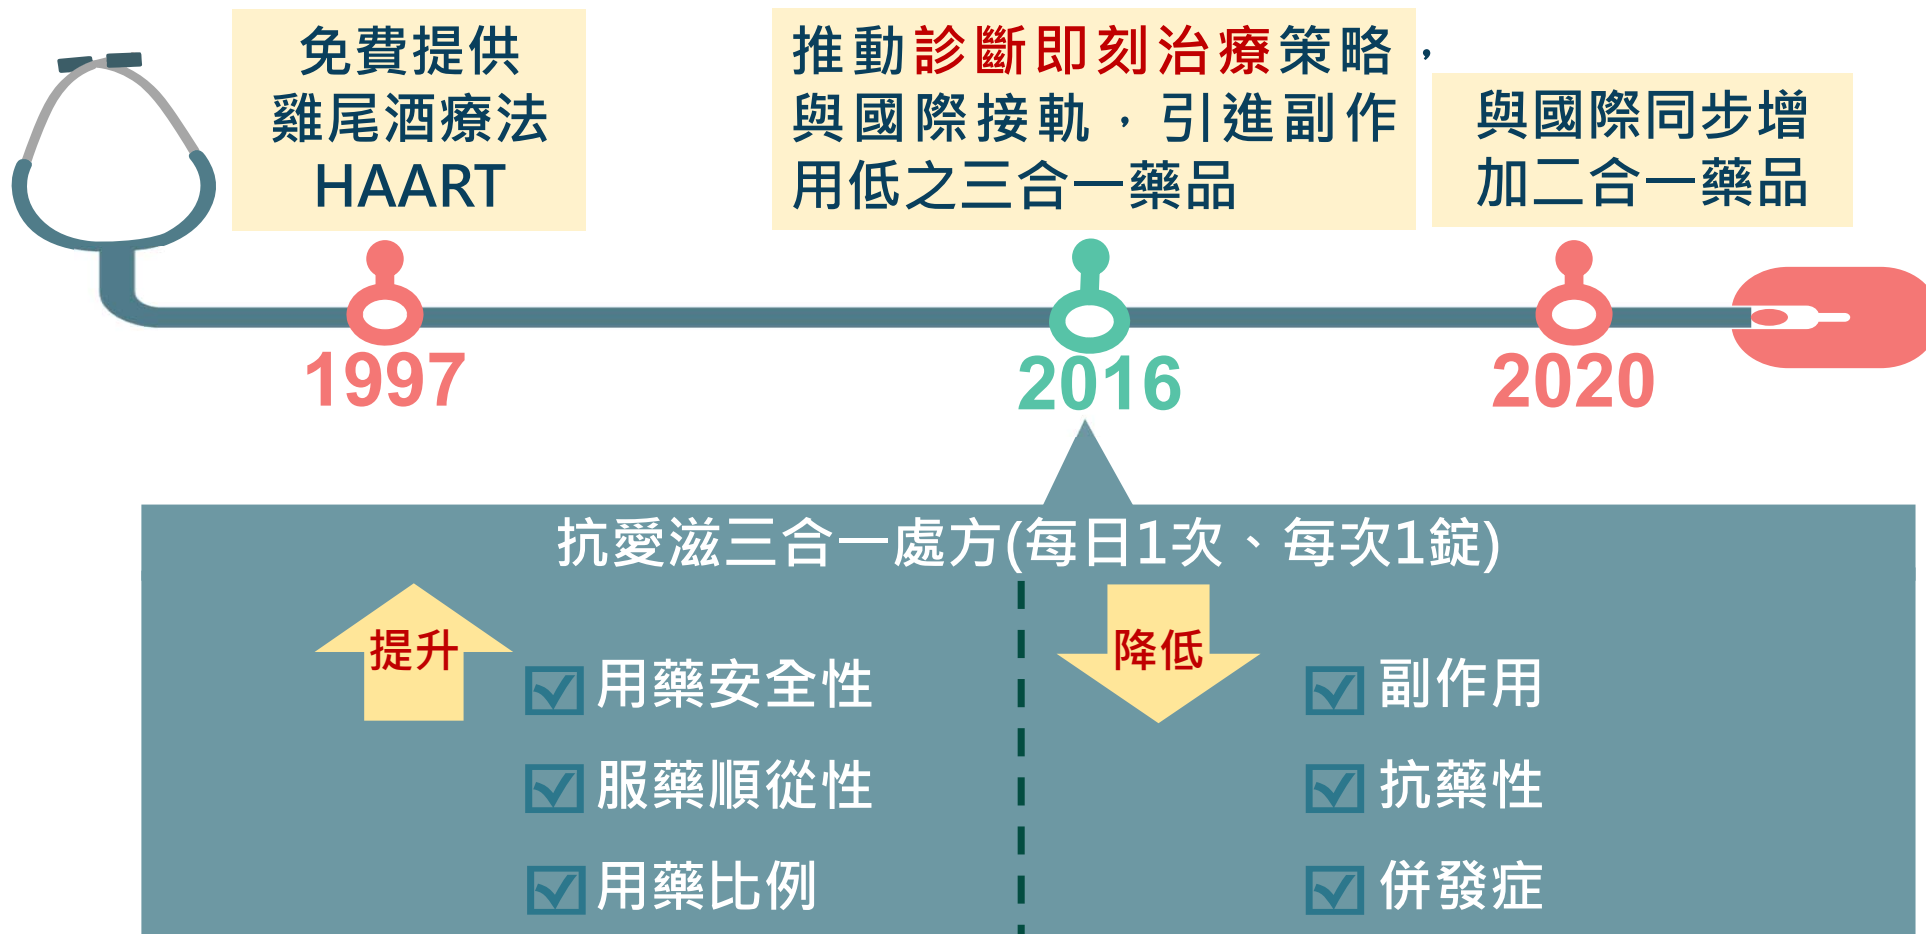 免費提供
雞尾酒療法
HAART
推動診斷即刻治療策略，
與國際接軌，引進副作
用低之三合一藥品
與國際同步增
加二合一藥品
1997
2016
2020
抗愛滋三合一處方(每日1次、每次1錠)
提升
用藥安全性
服藥順從性
用藥比例
降低
副作用
抗藥性
併發症